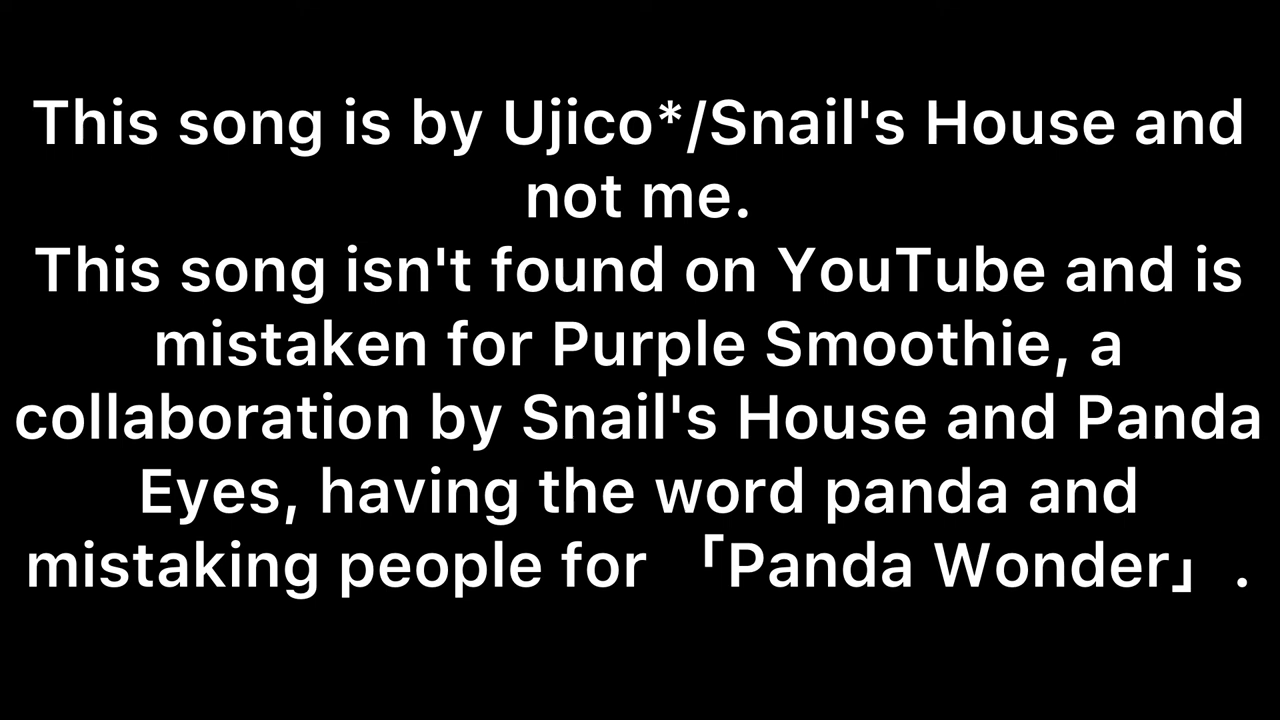 This song is by Ujico*/Snail's House and
not me.
This song isn't found on YouTube and is
mistaken for Purple Smoothie, a
collaboration by Snail's House and Panda
Eyes, having the word panda and
mistaking people for 「Panda Wonder」.